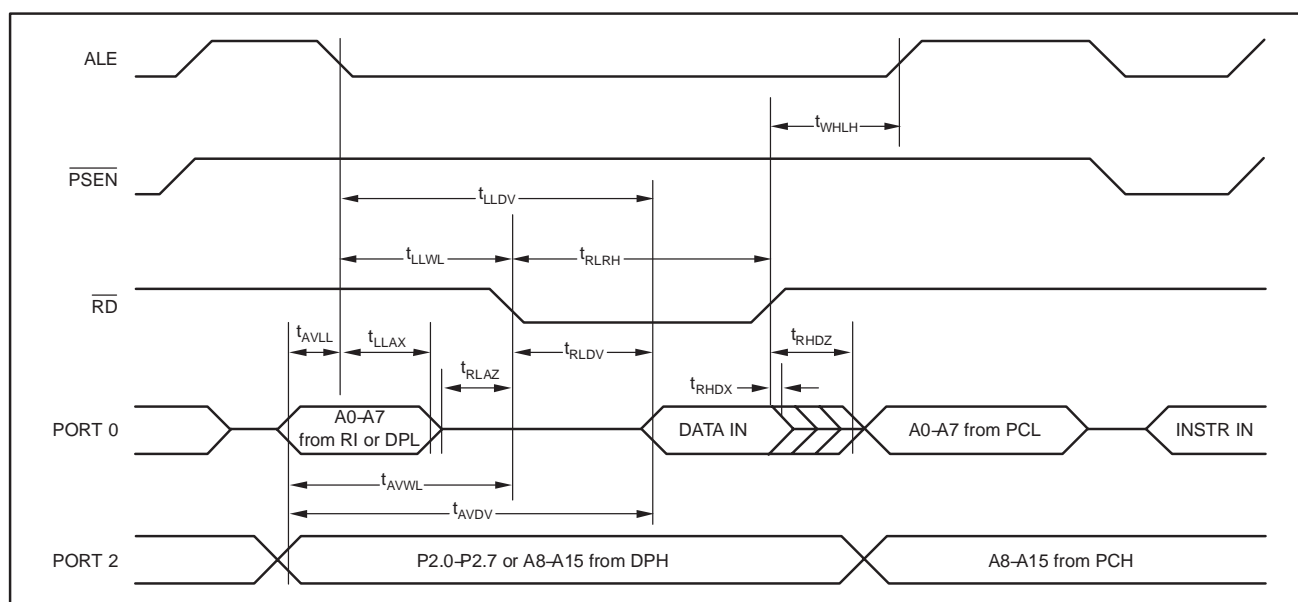 ALE
tWHLH
PSEN
tLLDV
tLLWL
tRLRH
RD
tAVLL
tLLAX
tRLAZ
tRLDV
tRHDZ
tRHDX
PORT 0
A0–A7
from RI or DPL
DATA IN
A0–A7 from PCL
INSTR IN
tAVWL
tAVDV
PORT 2
P2.0–P2.7 or A8–A15 from DPH
A8–A15 from PCH